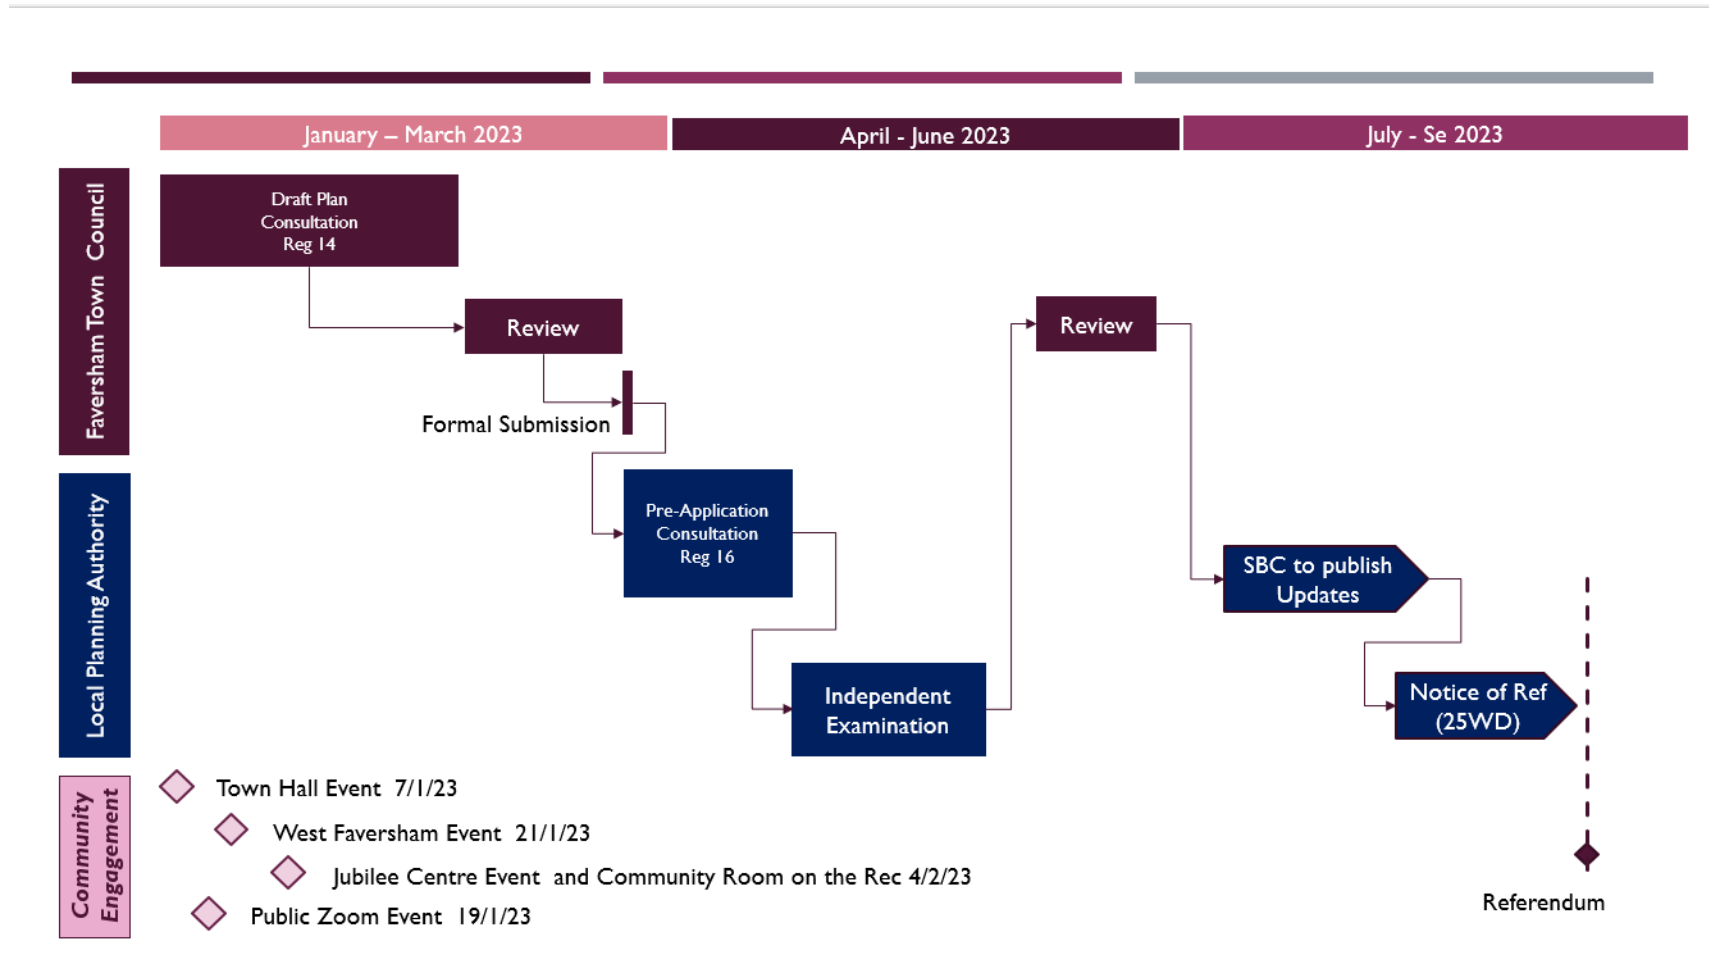 January – March 2023
April - June 2023
July - Se 2023
Faversham Town Council
Draft Plan
Consultation
Reg 14
Review
Formal Submission
Review
Local Planning Authority
Pre-Application
Consultation
Reg 16
Independent
Examination
SBC to publish
Updates
Notice of Ref
(25WD)
Referendum
Community
Engagement
Town Hall Event 7/1/23
West Faversham Event 21/1/23
Jubilee Centre Event and Community Room on the Rec 4/2/23
Public Zoom Event 19/1/23